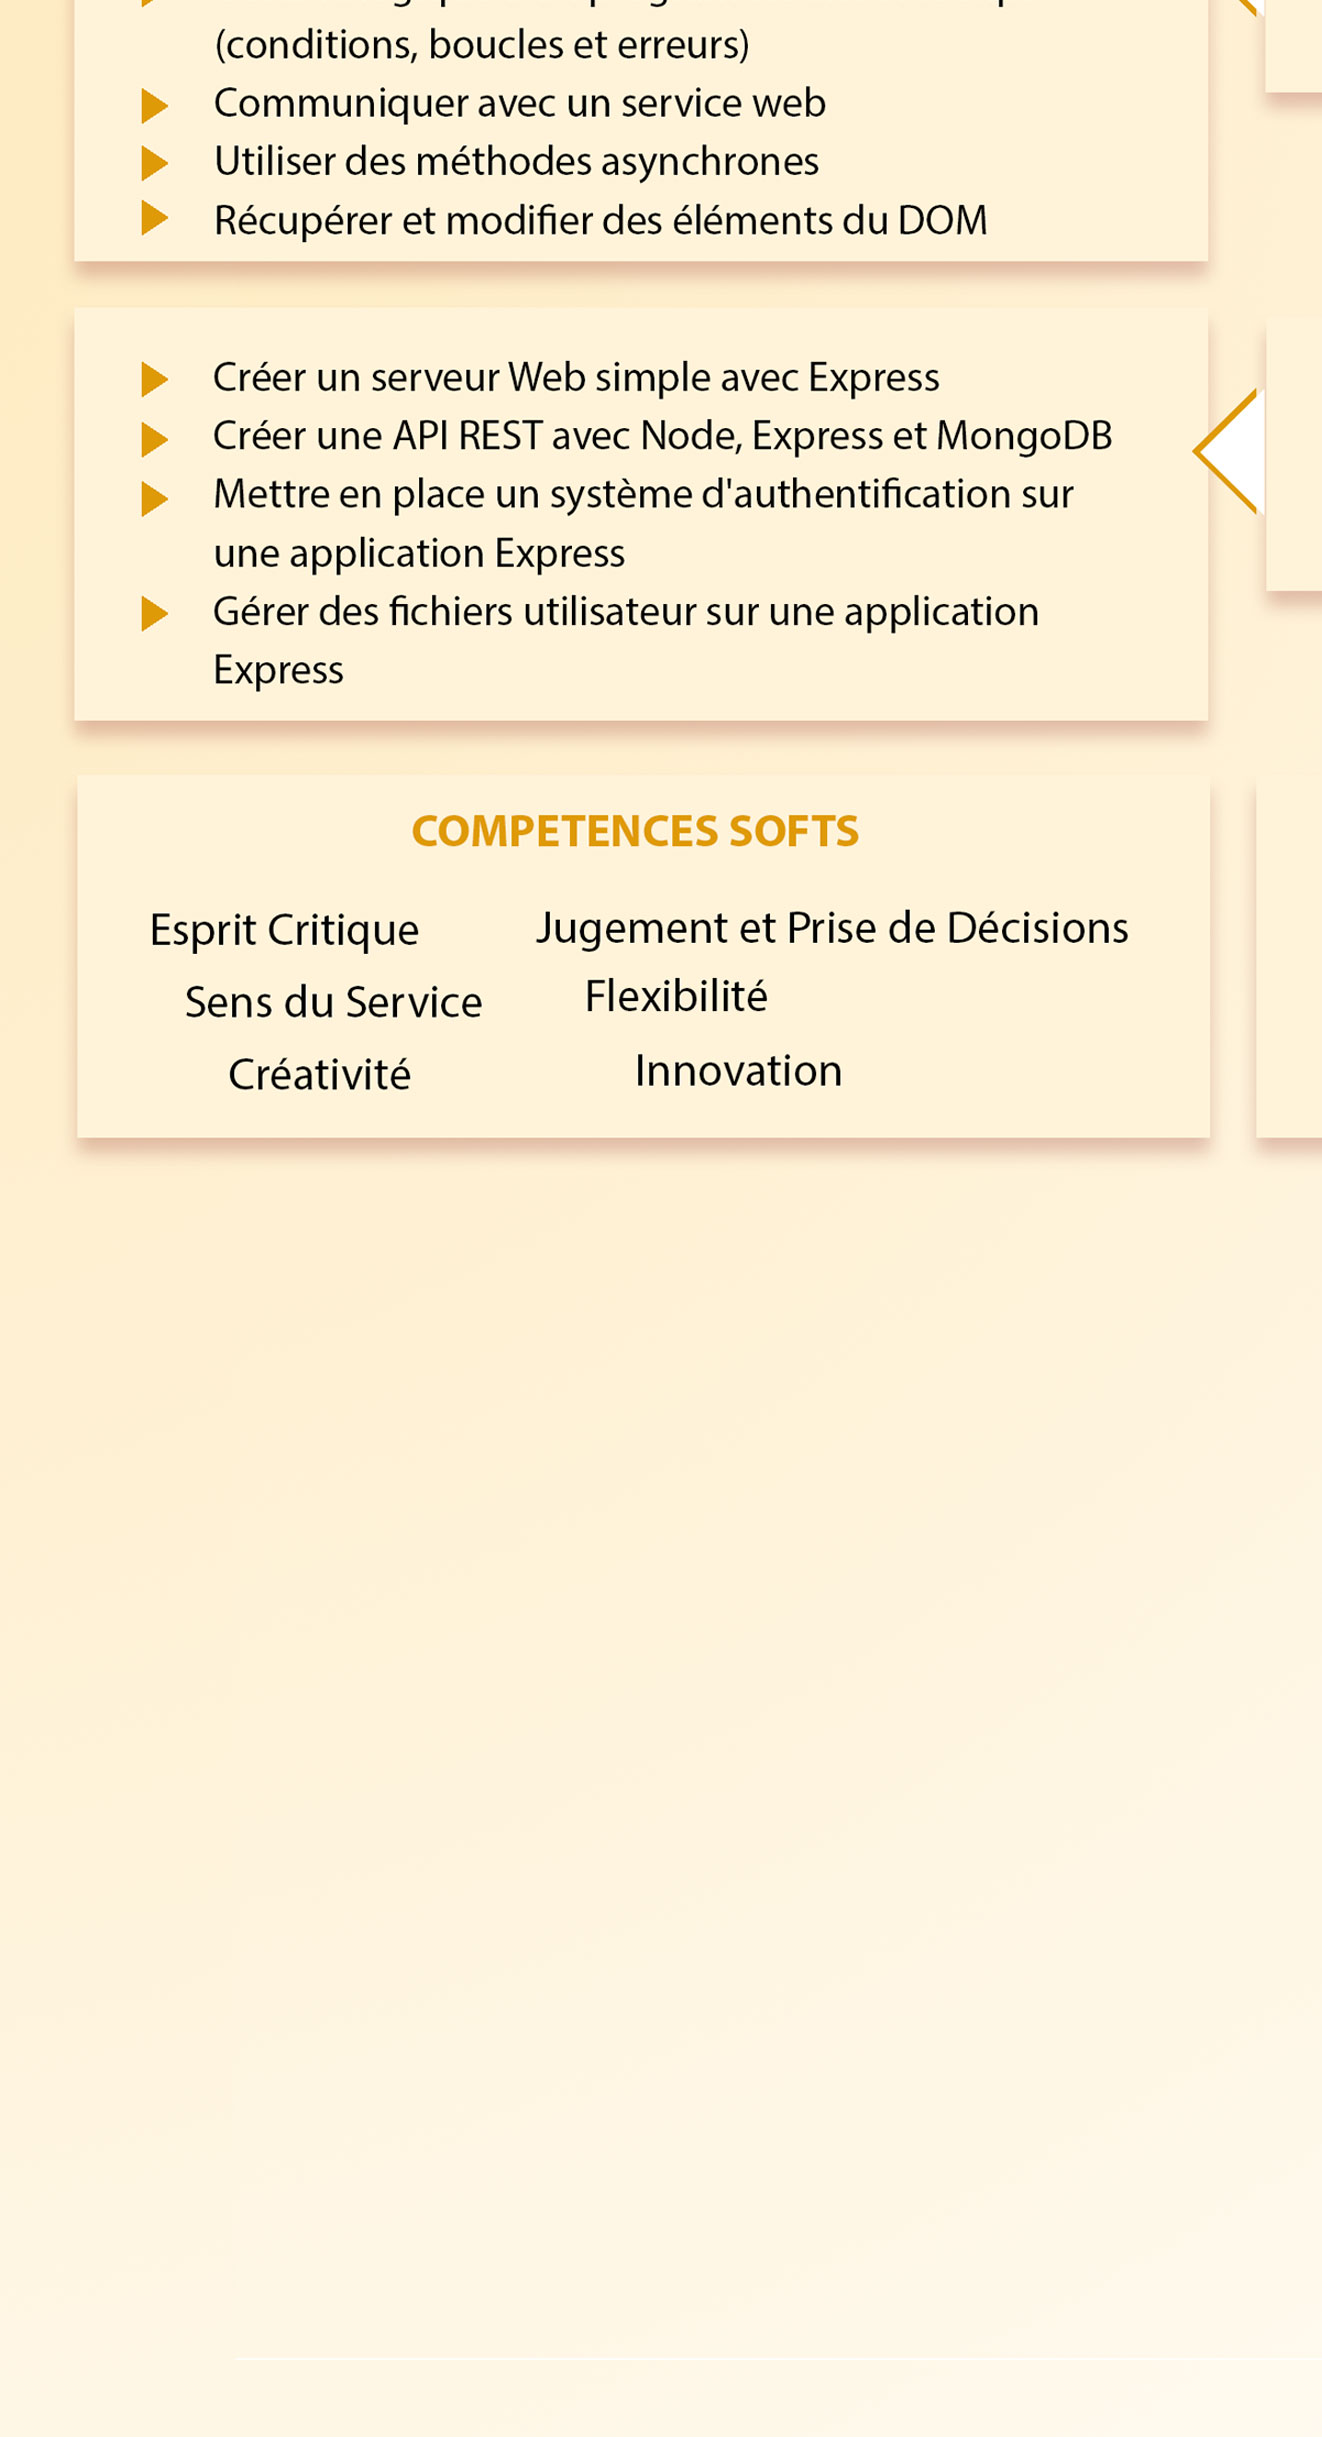 (conditions, boucles et erreurs)
Communiquer avec un service web
Utiliser des méthodes asynchrones
Récupérer et modifier des éléments du DOM
Créer un serveur Web simple avec Express
Créer une API REST avec Node, Express et MongoDB
Mettre en place un système d'authentification sur
une application Express
Gérer des fichiers utilisateur sur une application
Express
COMPETENCES SOFTS
Esprit Critique
Jugement et Prise de Décisions
Sens du Service
Flexibilité
Créativité
Innovation